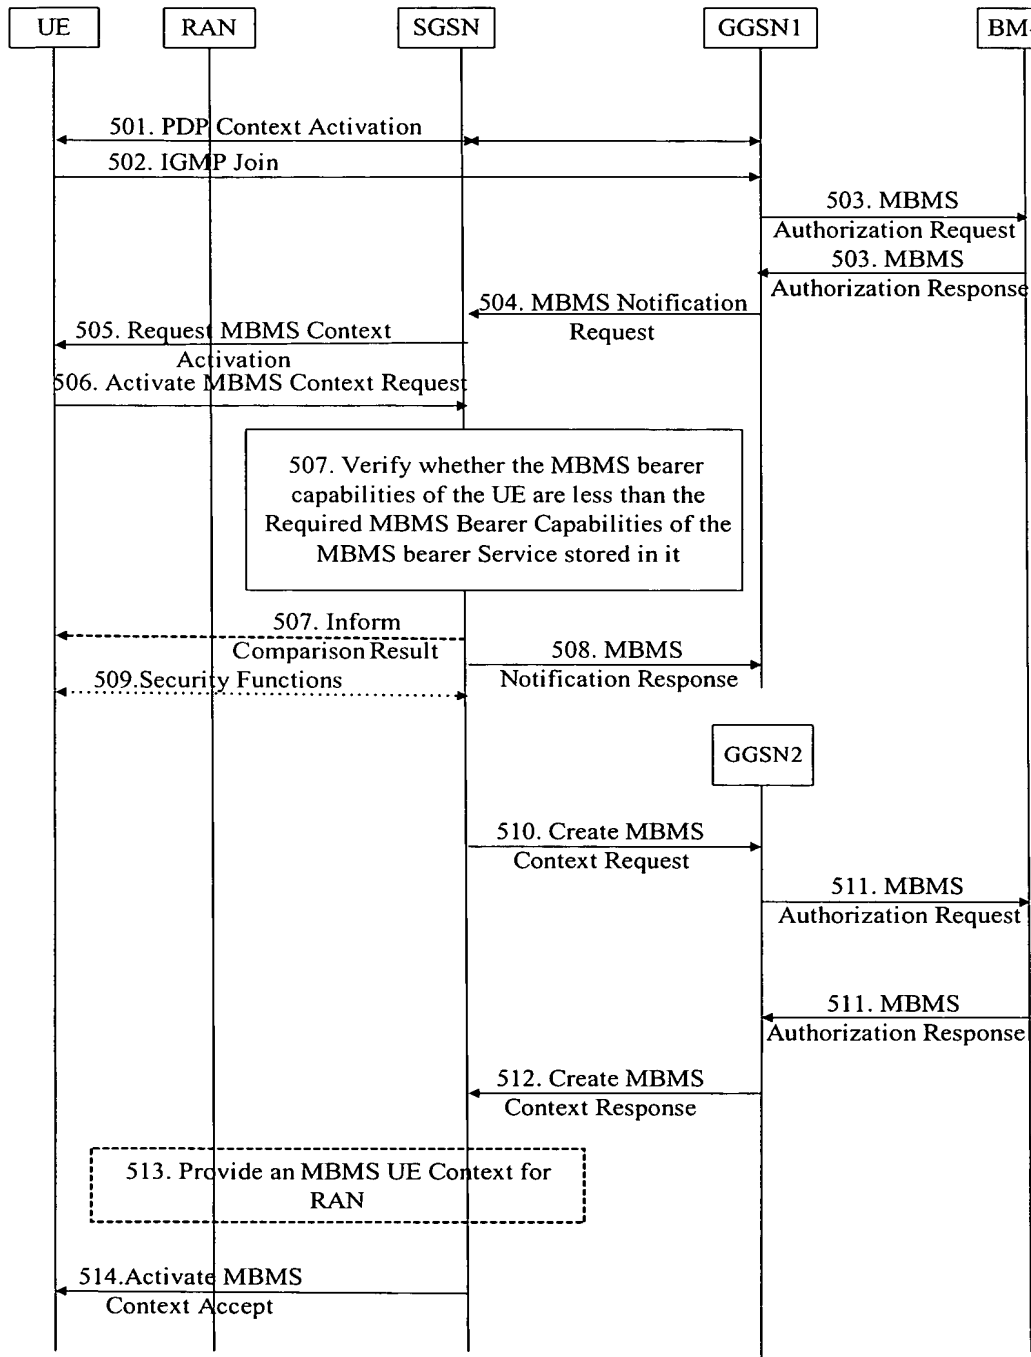 UE RAN SGSN GGSN1 BM-
501. PDP Context Activation
502. IGMP Join
503. MBMS
Authorization Request
503. MBMS
Authorization Response
504. MBMS Notification
Request
505. Request MBMS Context
Activation
506. Activate MBMS Context Request
507. Verify whether the MBMS bearer
capabilities of the UE are less than the
Required MBMS Bearer Capabilities of the
MBMS bearer Service stored in it
507. Inform
Comparison Result
508. MBMS
Notification Response
509.Security Functions
GGSN2
510. Create MBMS
Context Request
511. MBMS
Authorization Request
511. MBMS
Authorization Response
512. Create MBMS
Context Response
513. Provide an MBMS UE Context for
RAN
514.Activate MBMS
Context Accept